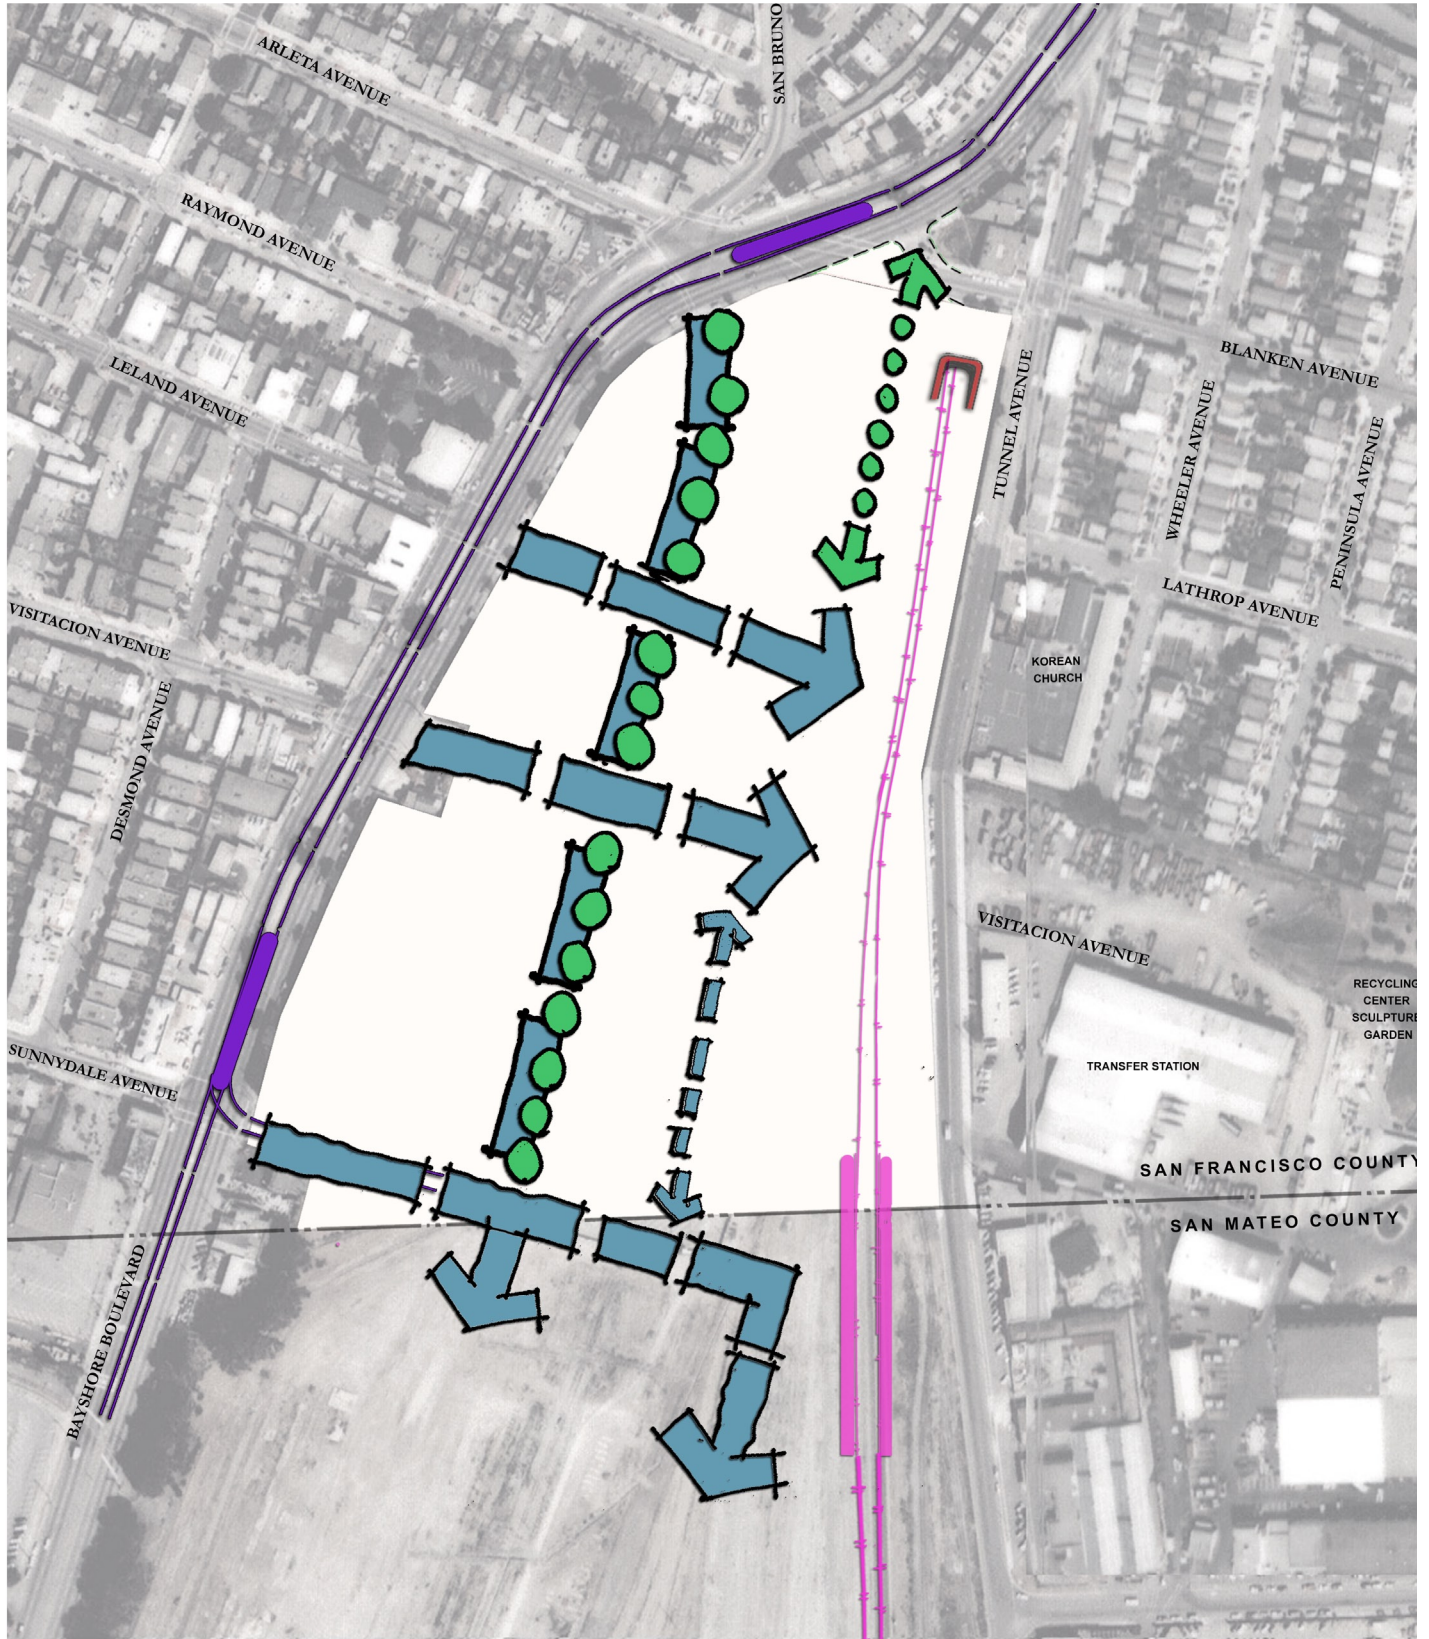 SAN BRUNO
ARLETA AVENUE
RAYMOND AVENUE
LELAND AVENUE
BLANKEN AVENUE
TUNNEL AVENUE
WHEELER AVENUE
PENINSULA AVENUE
LATHROP AVENUE
VISITACION AVENUE
KOREAN
CHURCH
DESMOND AVENUE
VISITACION AVENUE
RECYCLING
CENTER
SCULPTURE
GARDEN
SUNNYDALE AVENUE
TRANSFER STATION
SAN FRANCISCO COUNTY
SAN MATEO COUNTY
BAYSHORE BOULEVARD